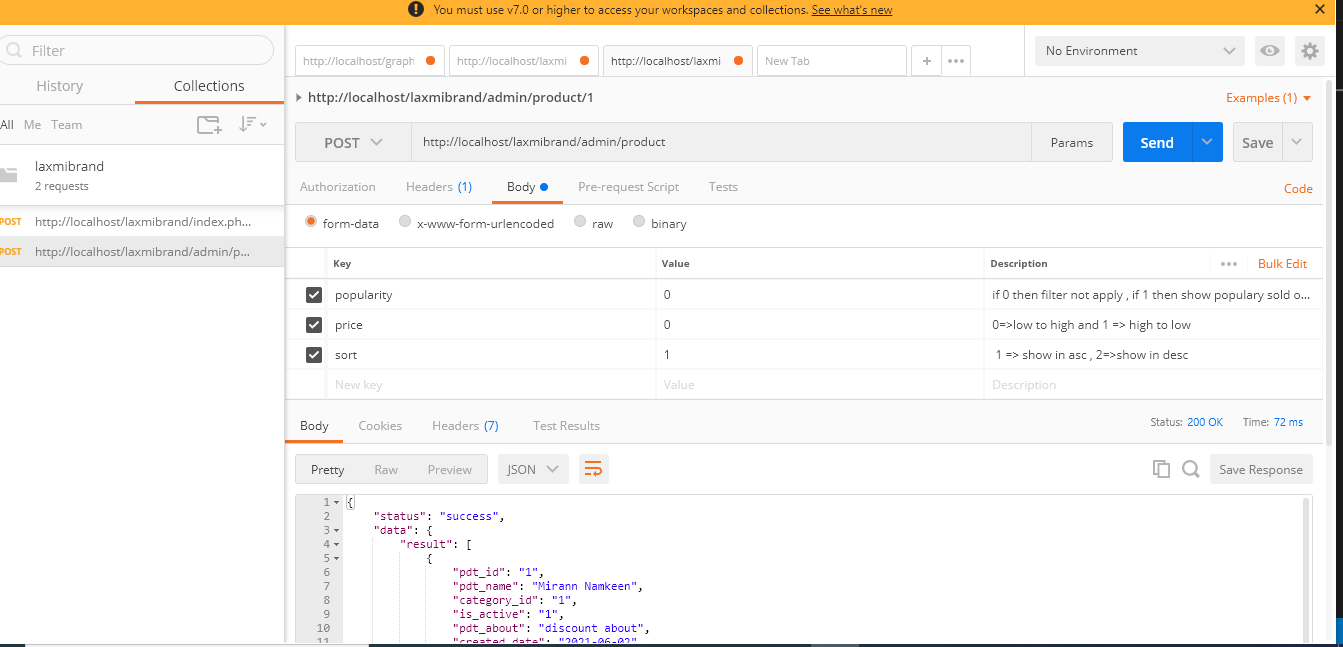 You must use v7.0 or higher to access your workspaces and collections. See what's new
Filter
History Collections
All Me Team
laxmibrand
2 requests
POST http://localhost/laxmibrand/index.ph...
POST http://localhost/laxmibrand/admin/p...
http://localhost/graph http://localhost/laxmi http://localhost/laxmi New Tab + ••• No Environment
http://localhost/laxmibrand/admin/product/1 Examples (1)
POST http://localhost/laxmibrand/admin/product Params Send Save
Authorization Headers (1) Body Pre-request Script Tests Code
form-data x-www-form-urlencoded raw binary
Key Value Description ••• Bulk Edit
popularity 0 if 0 then filter not apply , if 1 then show populary sold o...
price 0 0=>low to high and 1 => high to low
sort 1 1 => show in asc , 2=>show in desc
New key Value Description
Body Cookies Headers (7) Test Results Status: 200 OK Time: 72 ms
Pretty Raw Preview JSON Save Response
1 {
2 "status": "success",
3 "data": {
4 "result": [
5 {
6 "pdt_id": "1",
7 "pdt_name": "Mirann Namkeen",
8 "category_id": "1",
9 "is_active": "1",
10 "pdt_about": "discount about",
11 "created_date": "2021-06-02"